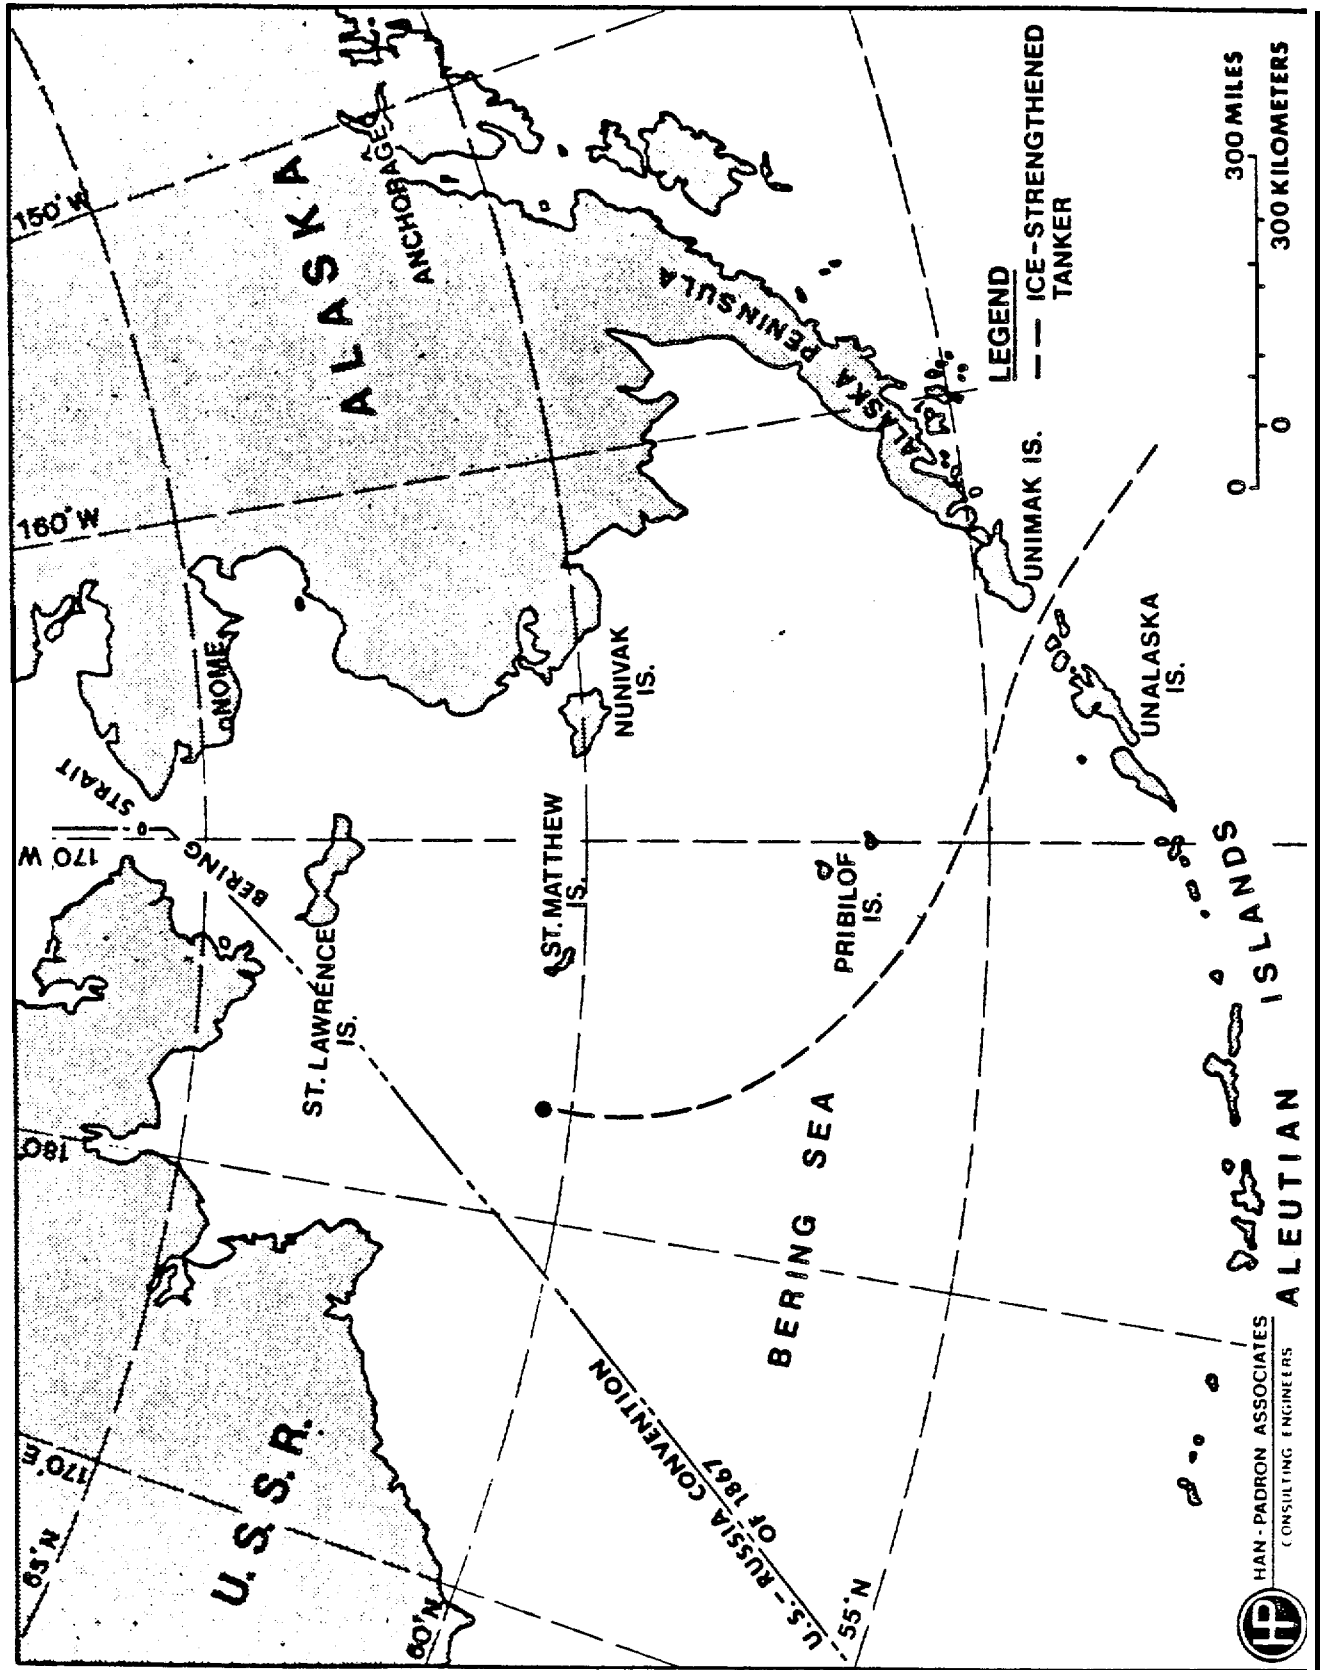 65°N
170°E
180°
170 W
160°W
150°W
U.S.S.R.
BERING
STRAIT
NOME
ALASKA
ANCHORAGE
ST. LAWRENCE
IS.
ST. MATTHEW
IS.
NUNIVAK
IS.
60°N
U.S. – RUSSIA CONVENTION
OF 1867
BERING SEA
PRIBILOF
IS.
ALASKA PENINSULA
55°N
UNIMAK IS.
UNALASKA
IS.
ALEUTIAN ISLANDS
LEGEND
— — ICE-STRENGTHENED
TANKER
0 300 MILES
0 300 KILOMETERS
HP
HAN-PADRON ASSOCIATES
CONSULTING ENGINEERS